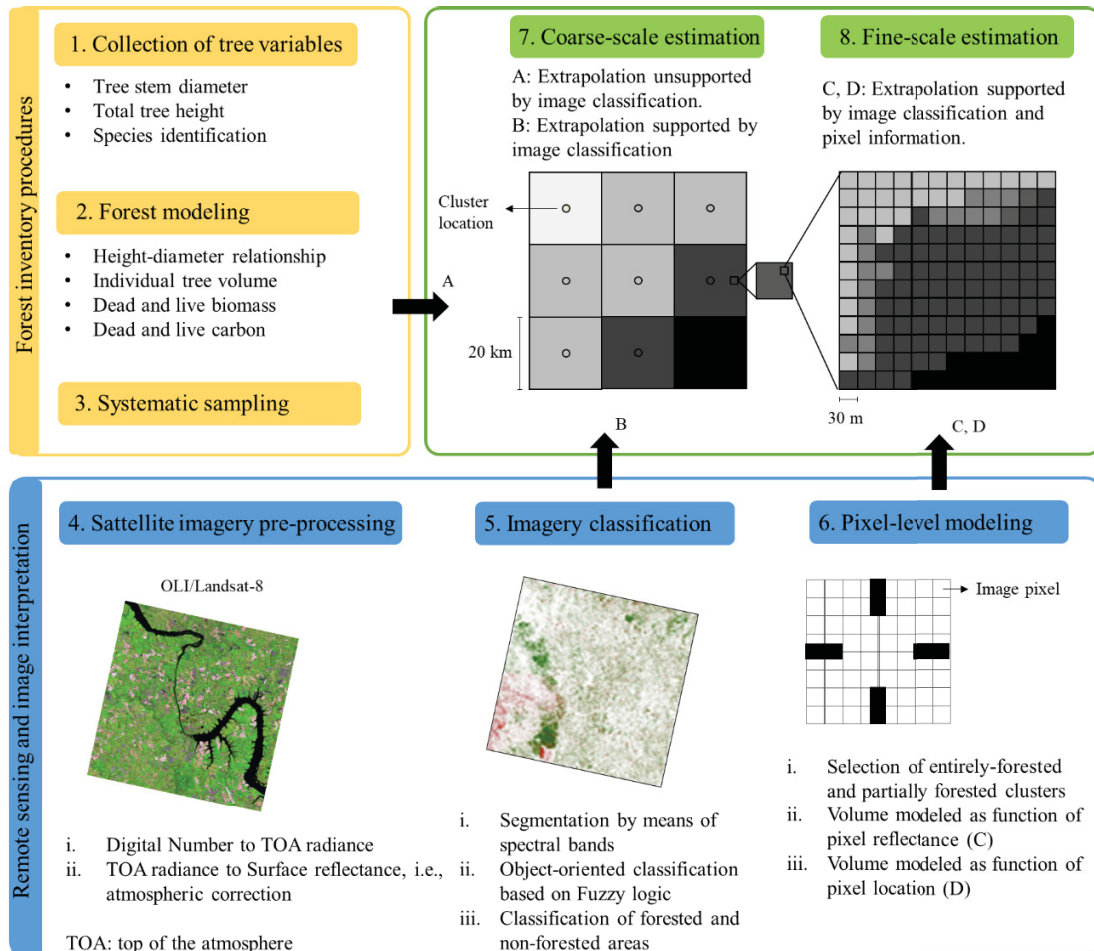 Forest inventory procedures
1. Collection of tree variables
• Tree stem diameter
• Total tree height
• Species identification
2. Forest modeling
• Height-diameter relationship
• Individual tree volume
• Dead and live biomass
• Dead and live carbon
3. Systematic sampling
A
7. Coarse-scale estimation
A: Extrapolation unsupported
by image classification.
B: Extrapolation supported by
image classification
Cluster
location
20 km
B
8. Fine-scale estimation
C, D: Extrapolation supported
by image classification and
pixel information.
30 m
C, D
Remote sensing and image interpretation
4. Sattellite imagery pre-processing
OLI/Landsat-8
i. Digital Number to TOA radiance
ii. TOA radiance to Surface reflectance, i.e.,
atmospheric correction
TOA: top of the atmosphere
5. Imagery classification
i. Segmentation by means of
spectral bands
ii. Object-oriented classification
based on Fuzzy logic
iii. Classification of forested and
non-forested areas
6. Pixel-level modeling
Image pixel
i. Selection of entirely-forested
and partially forested clusters
ii. Volume modeled as function of
pixel reflectance (C)
iii. Volume modeled as function of
pixel location (D)